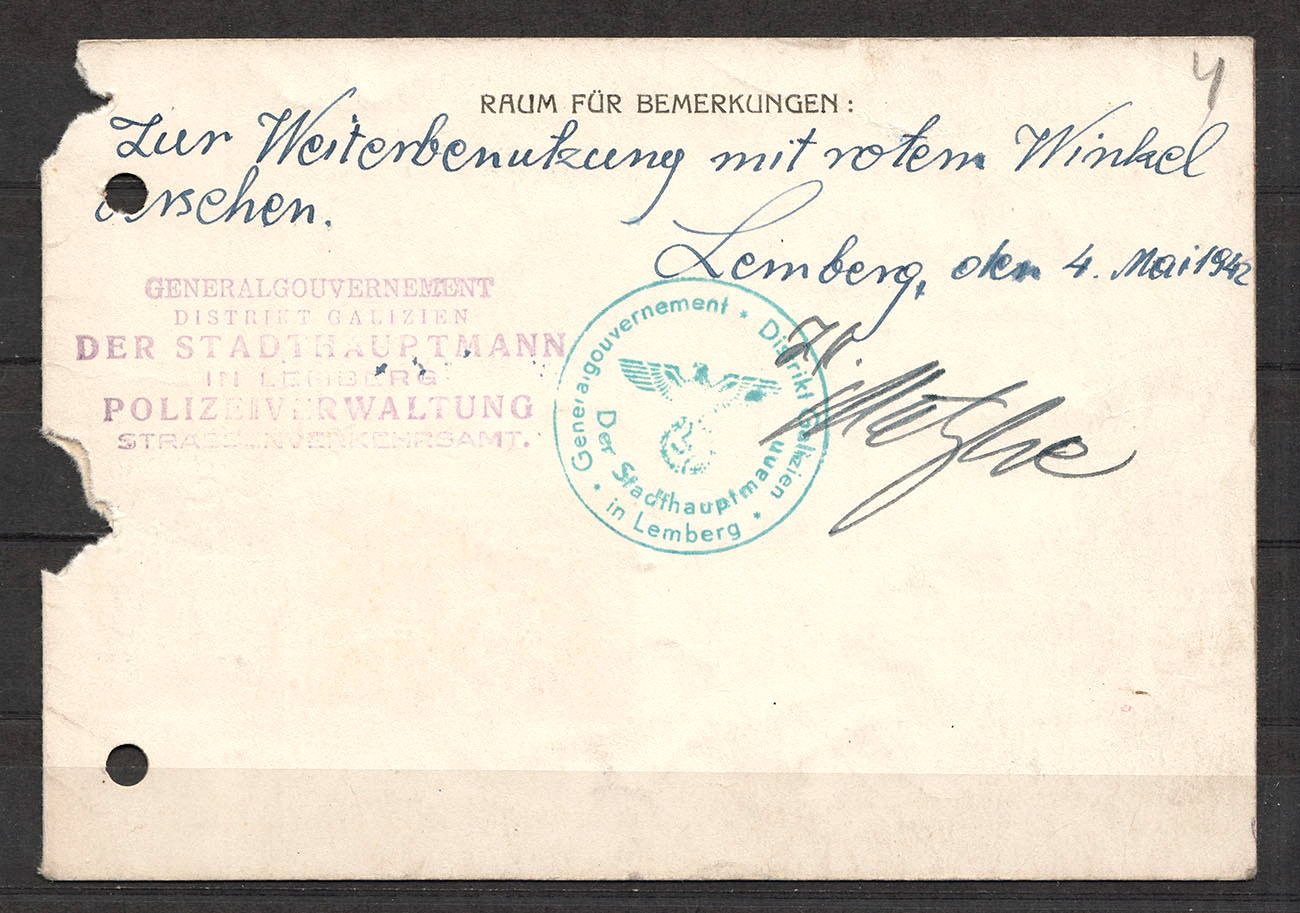 4
RAUM FÜR BEMERKUNGEN:
Zur Weiterbenutzung mit rotem Winkel
versehen.
Lemberg, den 4. Mai 1942
GENERALGOUVERNEMENT
DISTRIKT GALIZIEN
DER STADTHAUPTMANN
IN LEMBERG
POLIZEIVERWALTUNG
STRASSENVERKEHRSAMT.
Generalgouvernement * Distrikt Galizien
Der Stadthauptmann
* in Lemberg *